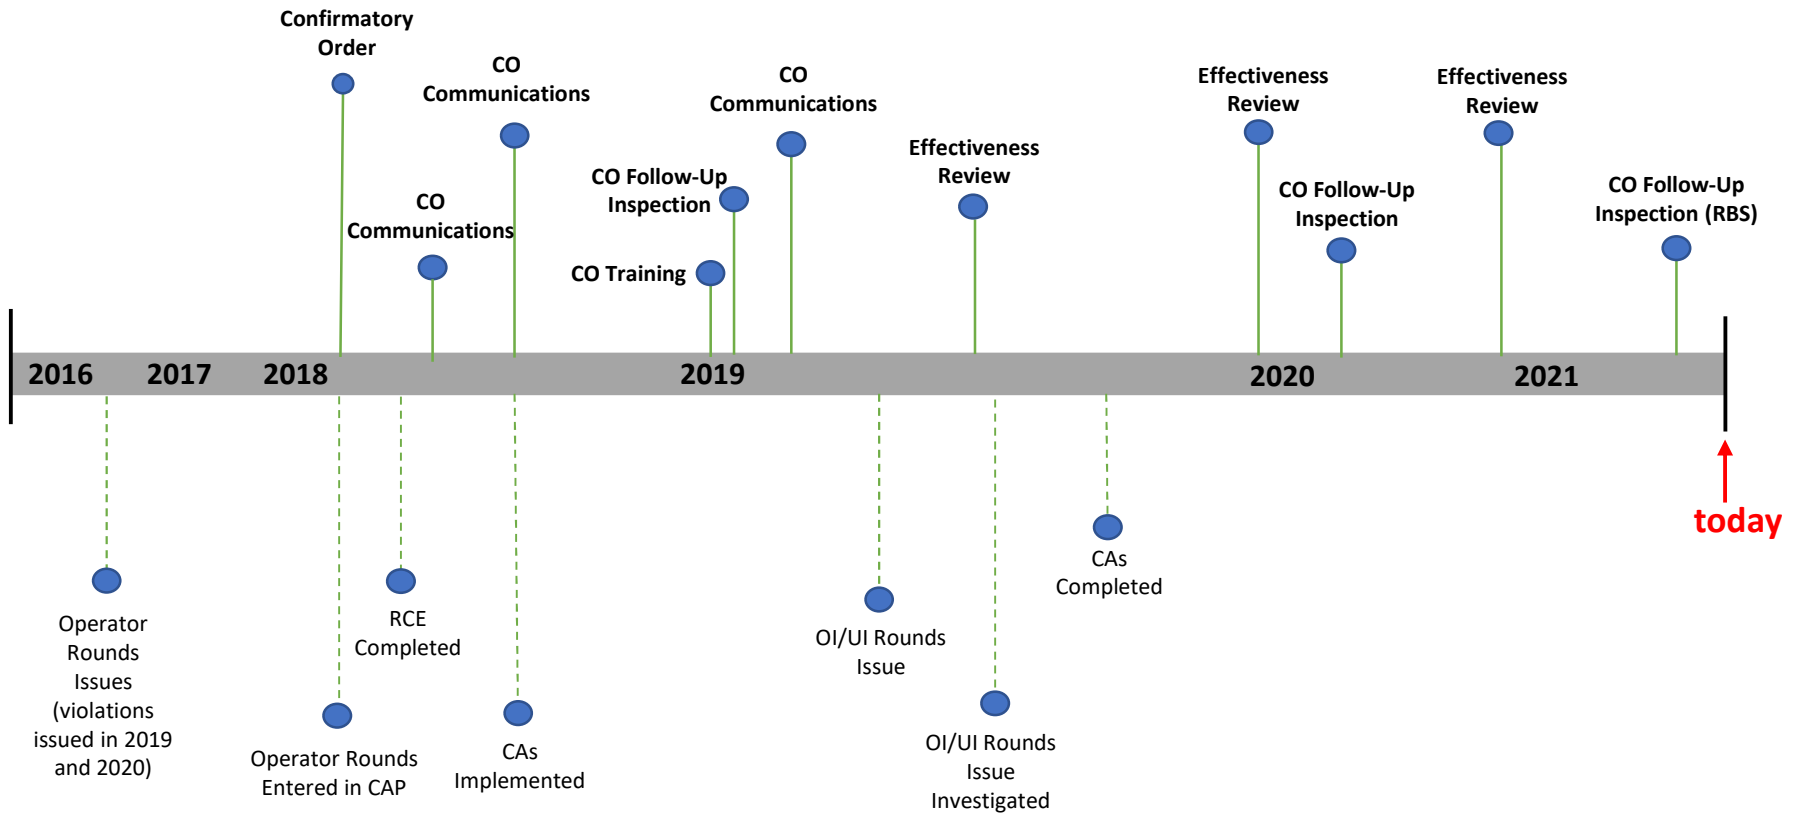 Confirmatory
Order
CO
Communications
CO
Communications
CO Training
CO Follow-Up
Inspection
CO
Communications
Effectiveness
Review
Effectiveness
Review
CO Follow-Up
Inspection
Effectiveness
Review
CO Follow-Up
Inspection (RBS)
2016
2017
2018
2019
2020
2021
today
Operator
Rounds
Issues
(violations
issued in 2019
and 2020)
Operator Rounds
Entered in CAP
RCE
Completed
CAs
Implemented
OI/UI Rounds
Issue
OI/UI Rounds
Issue
Investigated
CAs
Completed